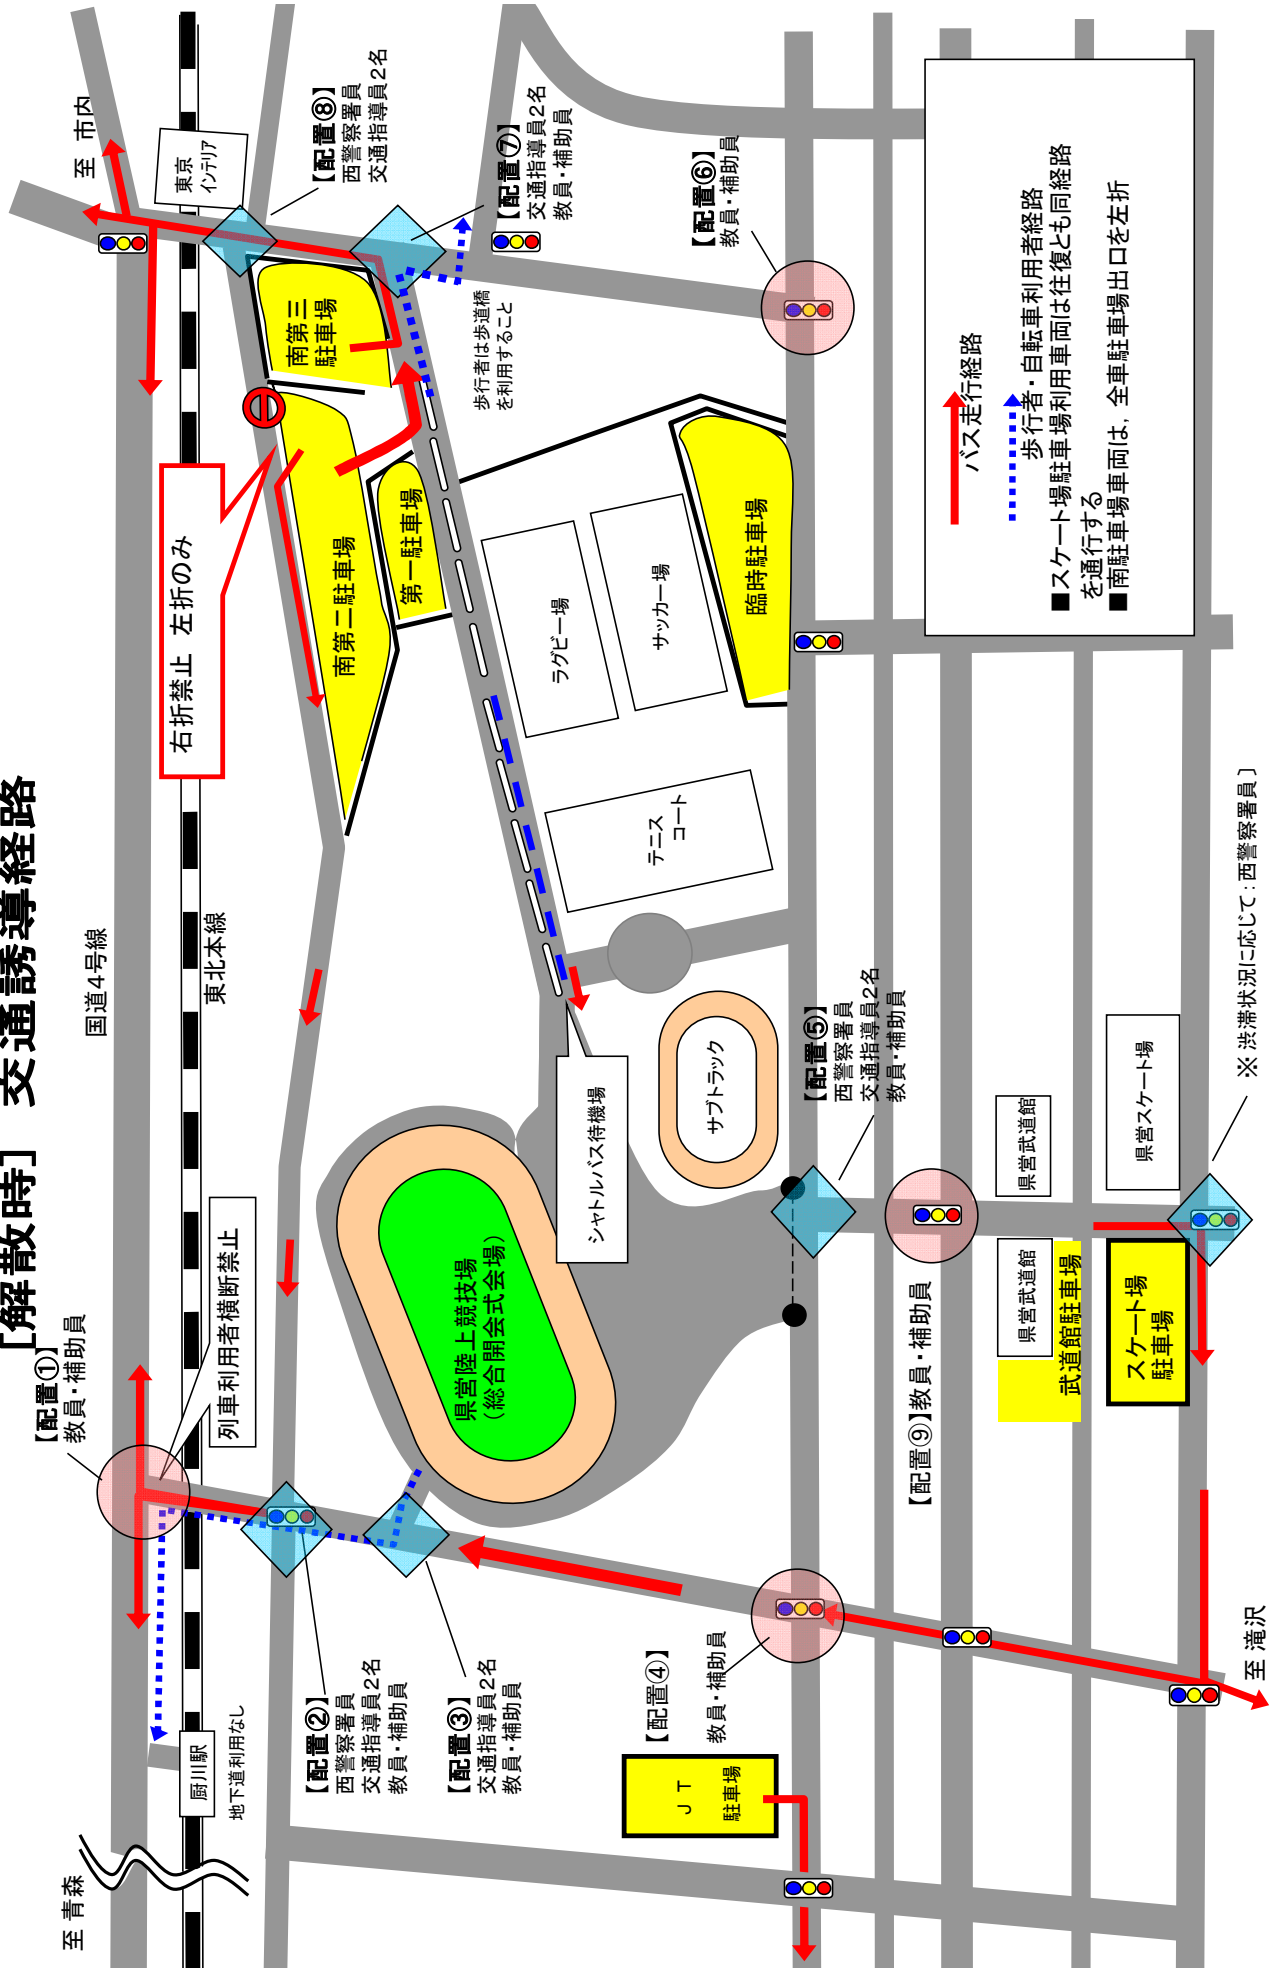 ［解散時］　交通誘導経路
至 青森
国道4号線
至 市内
【配置①】
教員・補助員
東北本線
列車利用者横断禁止
右折禁止 左折のみ
東京
インテリア
厨川駅
地下道利用なし
【配置⑧】
西警察署員
交通指導員2名
南第三
駐車場
南第二駐車場
第一駐車場
【配置⑦】
交通指導員2名
教員・補助員
歩行者は歩道橋
を利用すること
【配置②】
西警察署員
交通指導員2名
教員・補助員
【配置③】
交通指導員2名
教員・補助員
県営陸上競技場
（総合開会式会場）
シャトルバス待機場
ラグビー場
サッカー場
テニス
コート
サブトラック
臨時駐車場
【配置⑥】
教員・補助員
【配置④】
教員・補助員
ＪＴ
駐車場
【配置⑤】
西警察署員
交通指導員2名
教員・補助員
【配置⑨】教員・補助員
県営武道館
県営武道館
武道館駐車場
県営スケート場
スケート場
駐車場
※渋滞状況に応じて：西警察署員］
至 滝沢
バス走行経路
歩行者・自転車利用者経路
■スケート場駐車場利用車両は往復とも同経路
を通行する
■南駐車場車両は，全車駐車場出口を左折